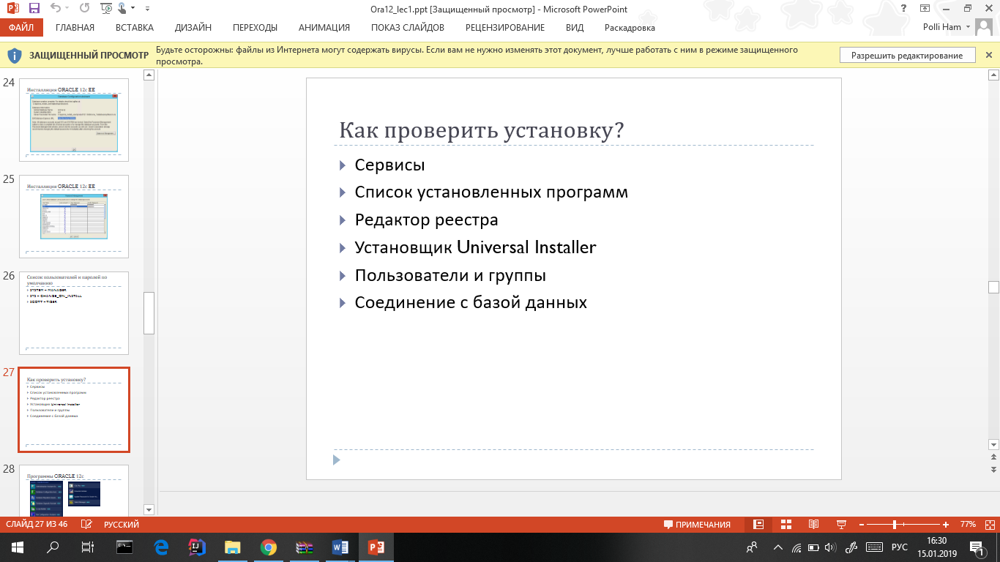 Ora12_lec1.ppt [Защищенный просмотр] - Microsoft PowerPoint
ФАЙЛ
ГЛАВНАЯ
ВСТАВКА
ДИЗАЙН
ПЕРЕХОДЫ
АНИМАЦИЯ
ПОКАЗ СЛАЙДОВ
РЕЦЕНЗИРОВАНИЕ
ВИД
Раскадровка
Polli Ham
ЗАЩИЩЕННЫЙ ПРОСМОТР
Будьте осторожны: файлы из Интернета могут содержать вирусы. Если вам не нужно изменять этот документ, лучше работать с ним в режиме защищенного
просмотра.
Разрешить редактирование
24
Инсталляция ORACLE 12c EE
25
Инсталляция ORACLE 12c EE
26
Список пользователей и паролей по
умолчанию
SYSTEM – MANAGER
SYS – CHANGE_ON_INSTALL
SCOTT – TIGER
27
Как проверить установку?
Сервисы
Список установленных программ
Редактор реестра
Установщик Universal Installer
Пользователи и группы
Соединение с базой данных
28
Программы ORACLE 12c
Как проверить установку?
Сервисы
Список установленных программ
Редактор реестра
Установщик Universal Installer
Пользователи и группы
Соединение с базой данных
СЛАЙД 27 ИЗ 46
РУССКИЙ
ПРИМЕЧАНИЯ
77%
РУС
16:30
15.01.2019
1